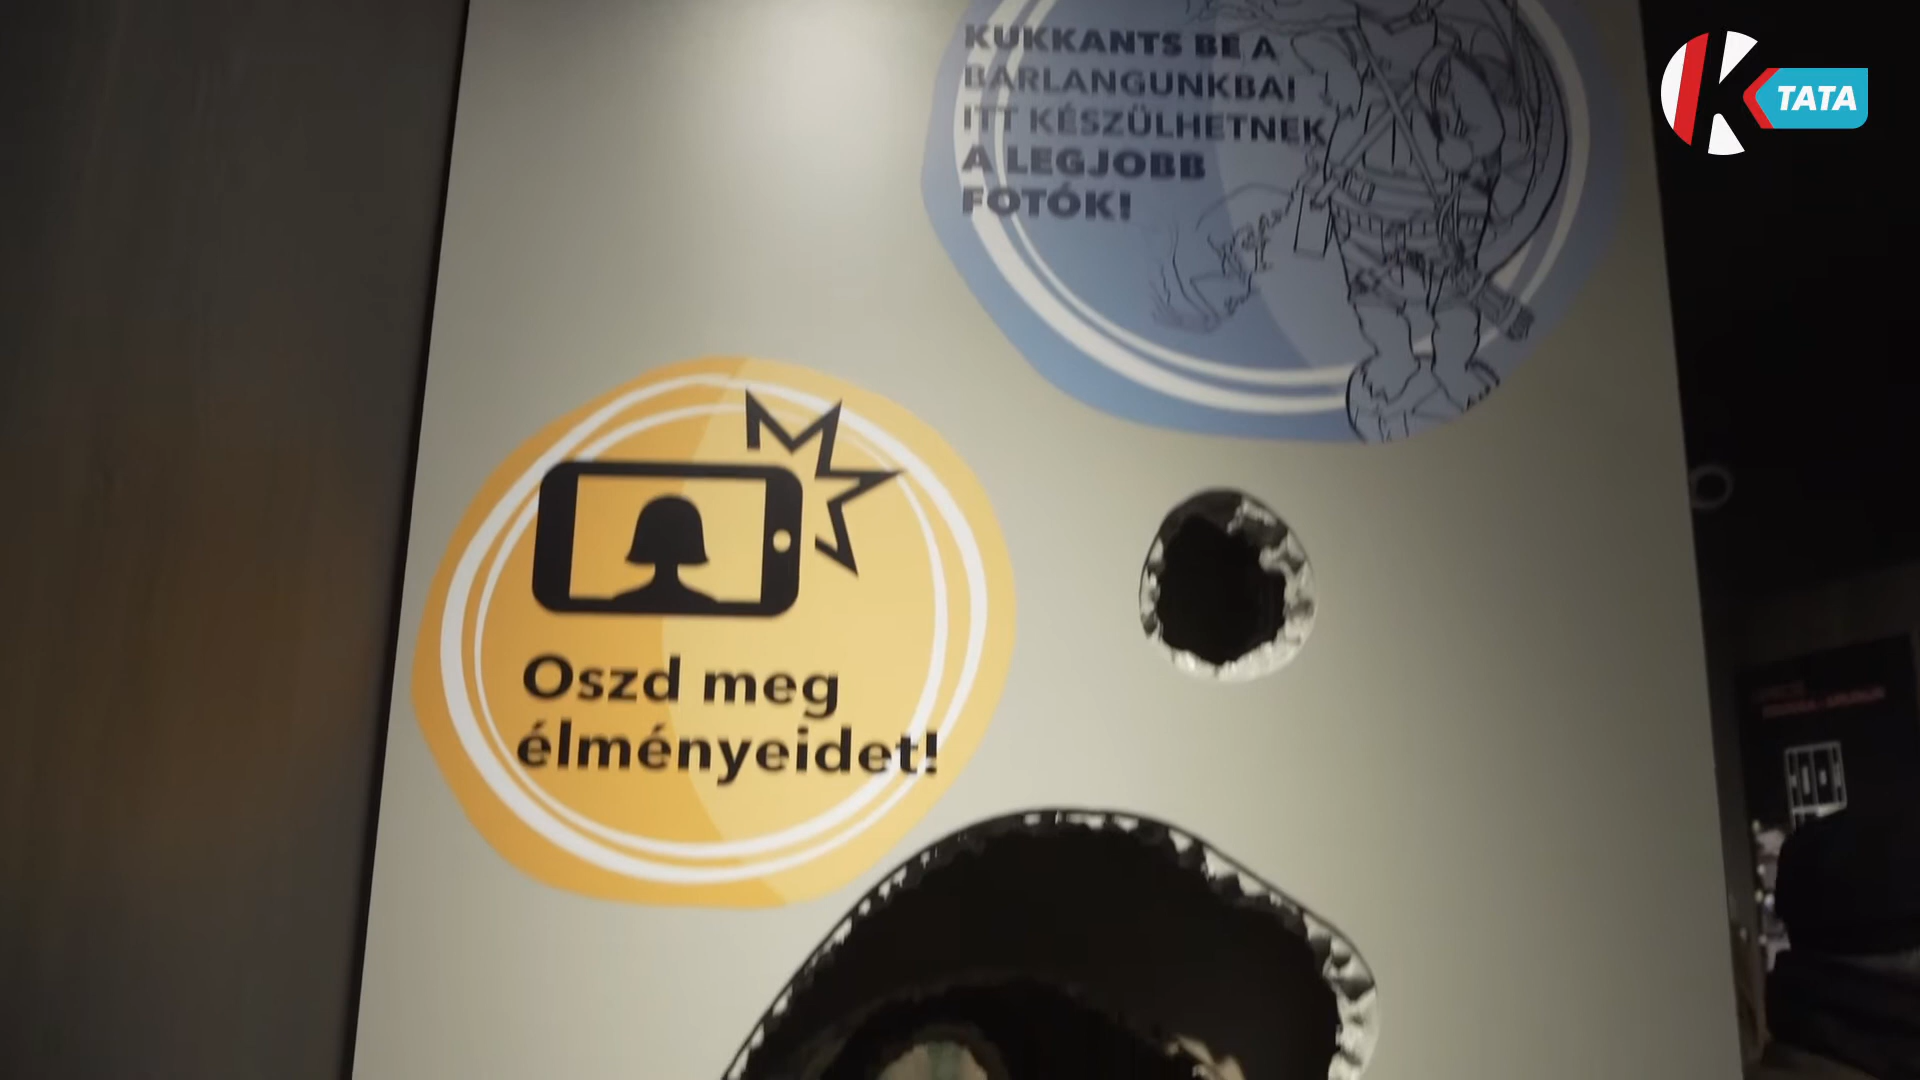 KUKKANTS BE A
BARLANGUNKBA!
ITT KÉSZÜLHETNEK
A LEGJOBB
FOTÓK!
K TATA
Oszd meg
élményeidet!